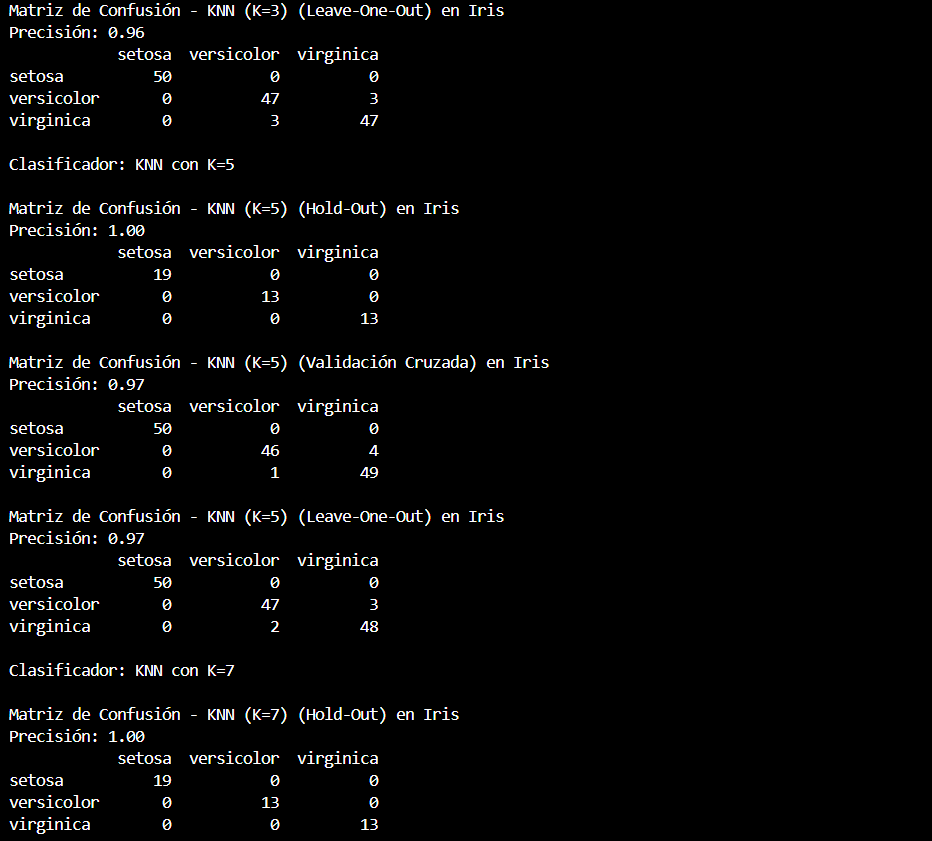 Matriz de Confusión - KNN (K=3) (Leave-One-Out) en Iris
Precisión: 0.96
            setosa  versicolor  virginica
setosa          50           0          0
versicolor       0          47          3
virginica        0           3         47

Clasificador: KNN con K=5

Matriz de Confusión - KNN (K=5) (Hold-Out) en Iris
Precisión: 1.00
            setosa  versicolor  virginica
setosa          19           0          0
versicolor       0          13          0
virginica        0           0         13

Matriz de Confusión - KNN (K=5) (Validación Cruzada) en Iris
Precisión: 0.97
            setosa  versicolor  virginica
setosa          50           0          0
versicolor       0          46          4
virginica        0           1         49

Matriz de Confusión - KNN (K=5) (Leave-One-Out) en Iris
Precisión: 0.97
            setosa  versicolor  virginica
setosa          50           0          0
versicolor       0          47          3
virginica        0           2         48

Clasificador: KNN con K=7

Matriz de Confusión - KNN (K=7) (Hold-Out) en Iris
Precisión: 1.00
            setosa  versicolor  virginica
setosa          19           0          0
versicolor       0          13          0
virginica        0           0         13